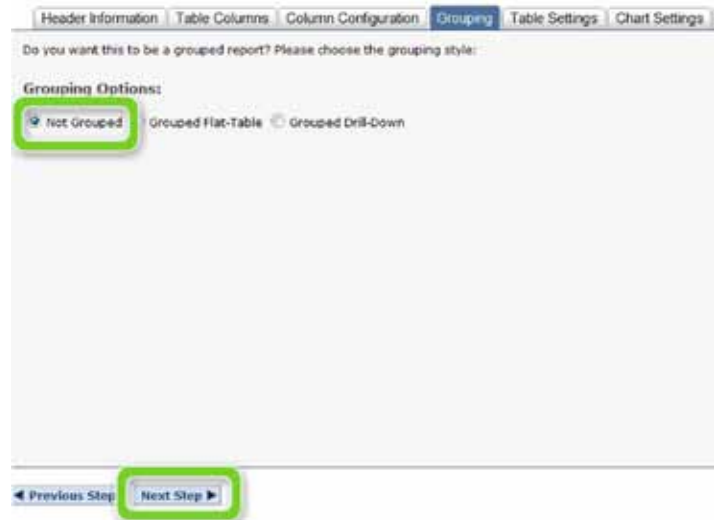 Header Information Table Columns Column Configuration Grouping Table Settings Chart Settings
Do you want this to be a grouped report? Please choose the grouping style:
Grouping Options:
Not Grouped Grouped Flat-Table Grouped Drill-Down
◀ Previous Step Next Step ▶